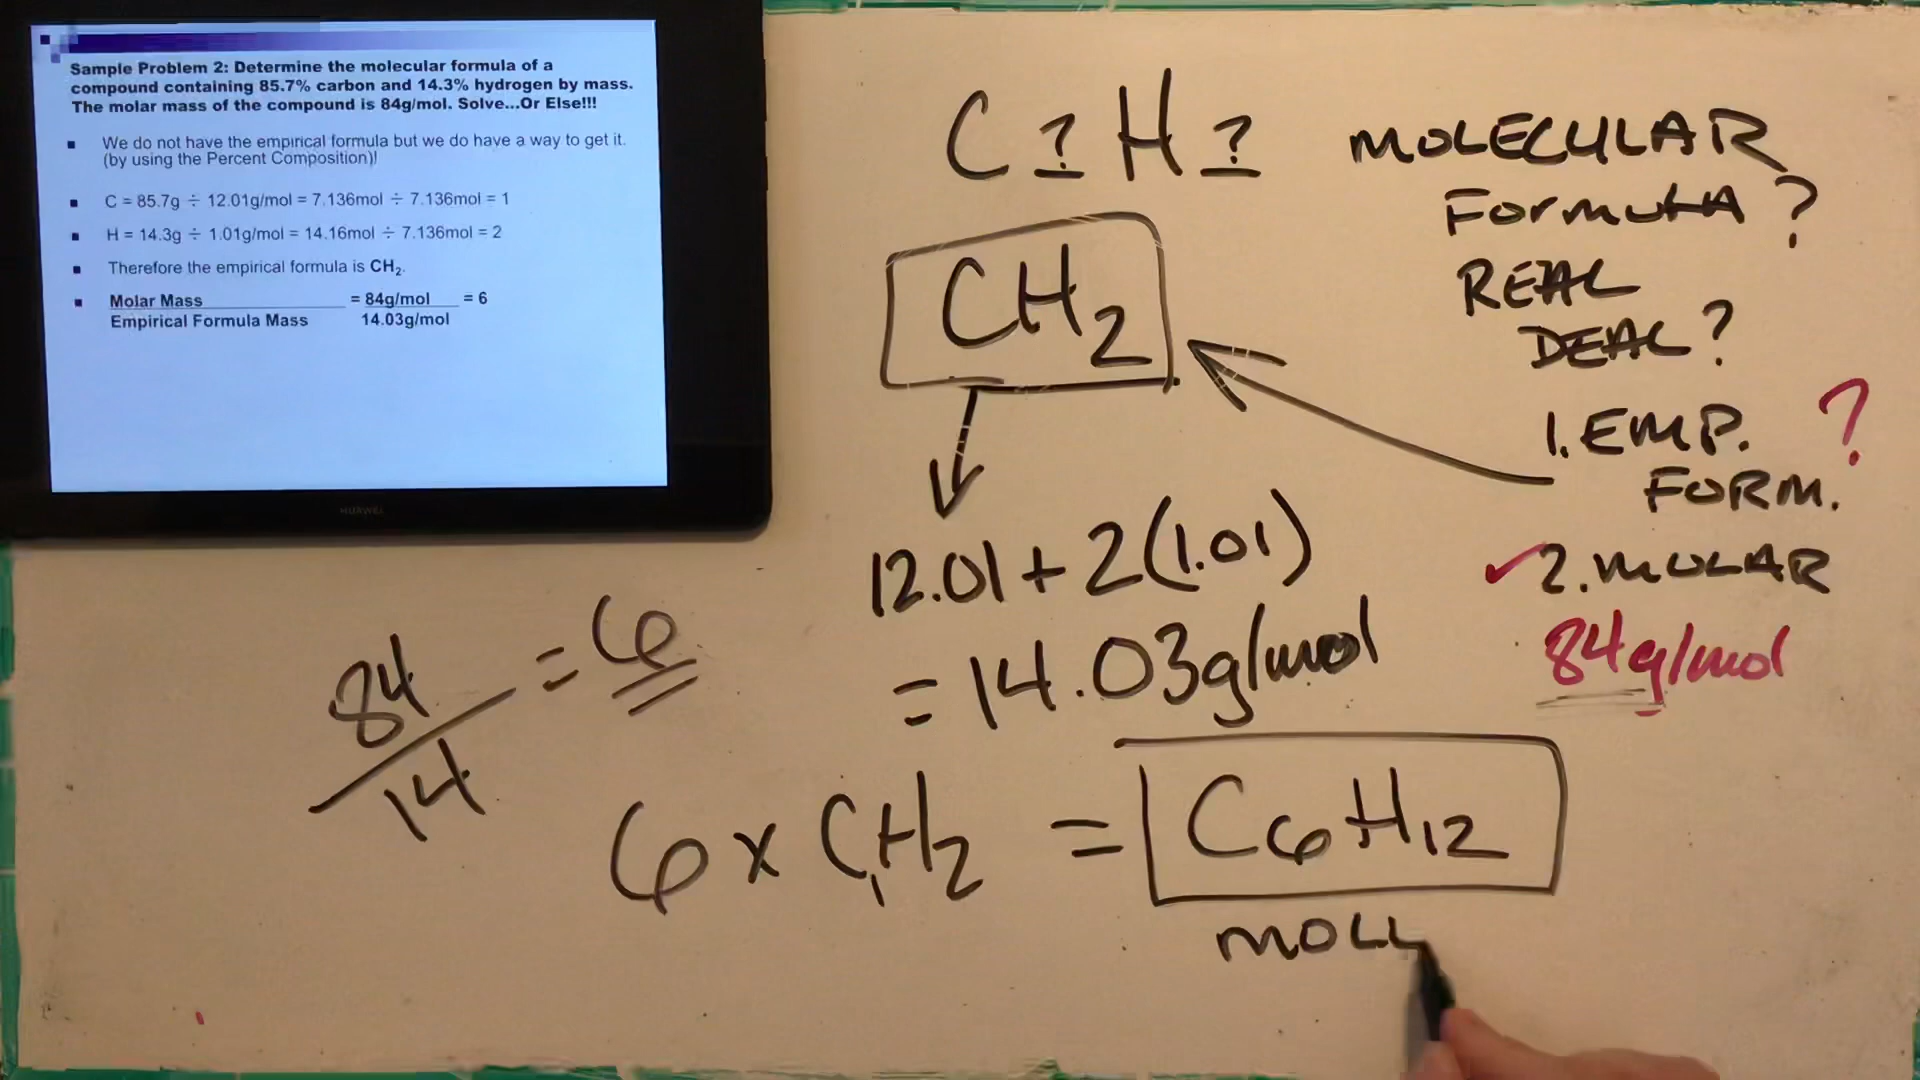 Sample Problem 2: Determine the molecular formula of a
compound containing 85.7% carbon and 14.3% hydrogen by mass.
The molar mass of the compound is 84g/mol. Solve...Or Else!!!
We do not have the empirical formula but we do have a way to get it.
(by using the Percent Composition)!
C = 85.7g ÷ 12.01g/mol = 7.136mol ÷ 7.136mol = 1
H = 14.3g ÷ 1.01g/mol = 14.16mol ÷ 7.136mol = 2
Therefore the empirical formula is CH₂.
Molar Mass = 84g/mol = 6
Empirical Formula Mass 14.03g/mol
HUAWEI
C ? H ?
MOLECULAR
FORMULA ?
REAL
DEAL ?
CH₂
1. EMP. ?
FORM.
✓ 2. MOLAR
84g/mol
12.01 + 2(1.01)
= 14.03g/mol
84/14 = 6
6 x CH₂ = C₆H₁₂
MOLL